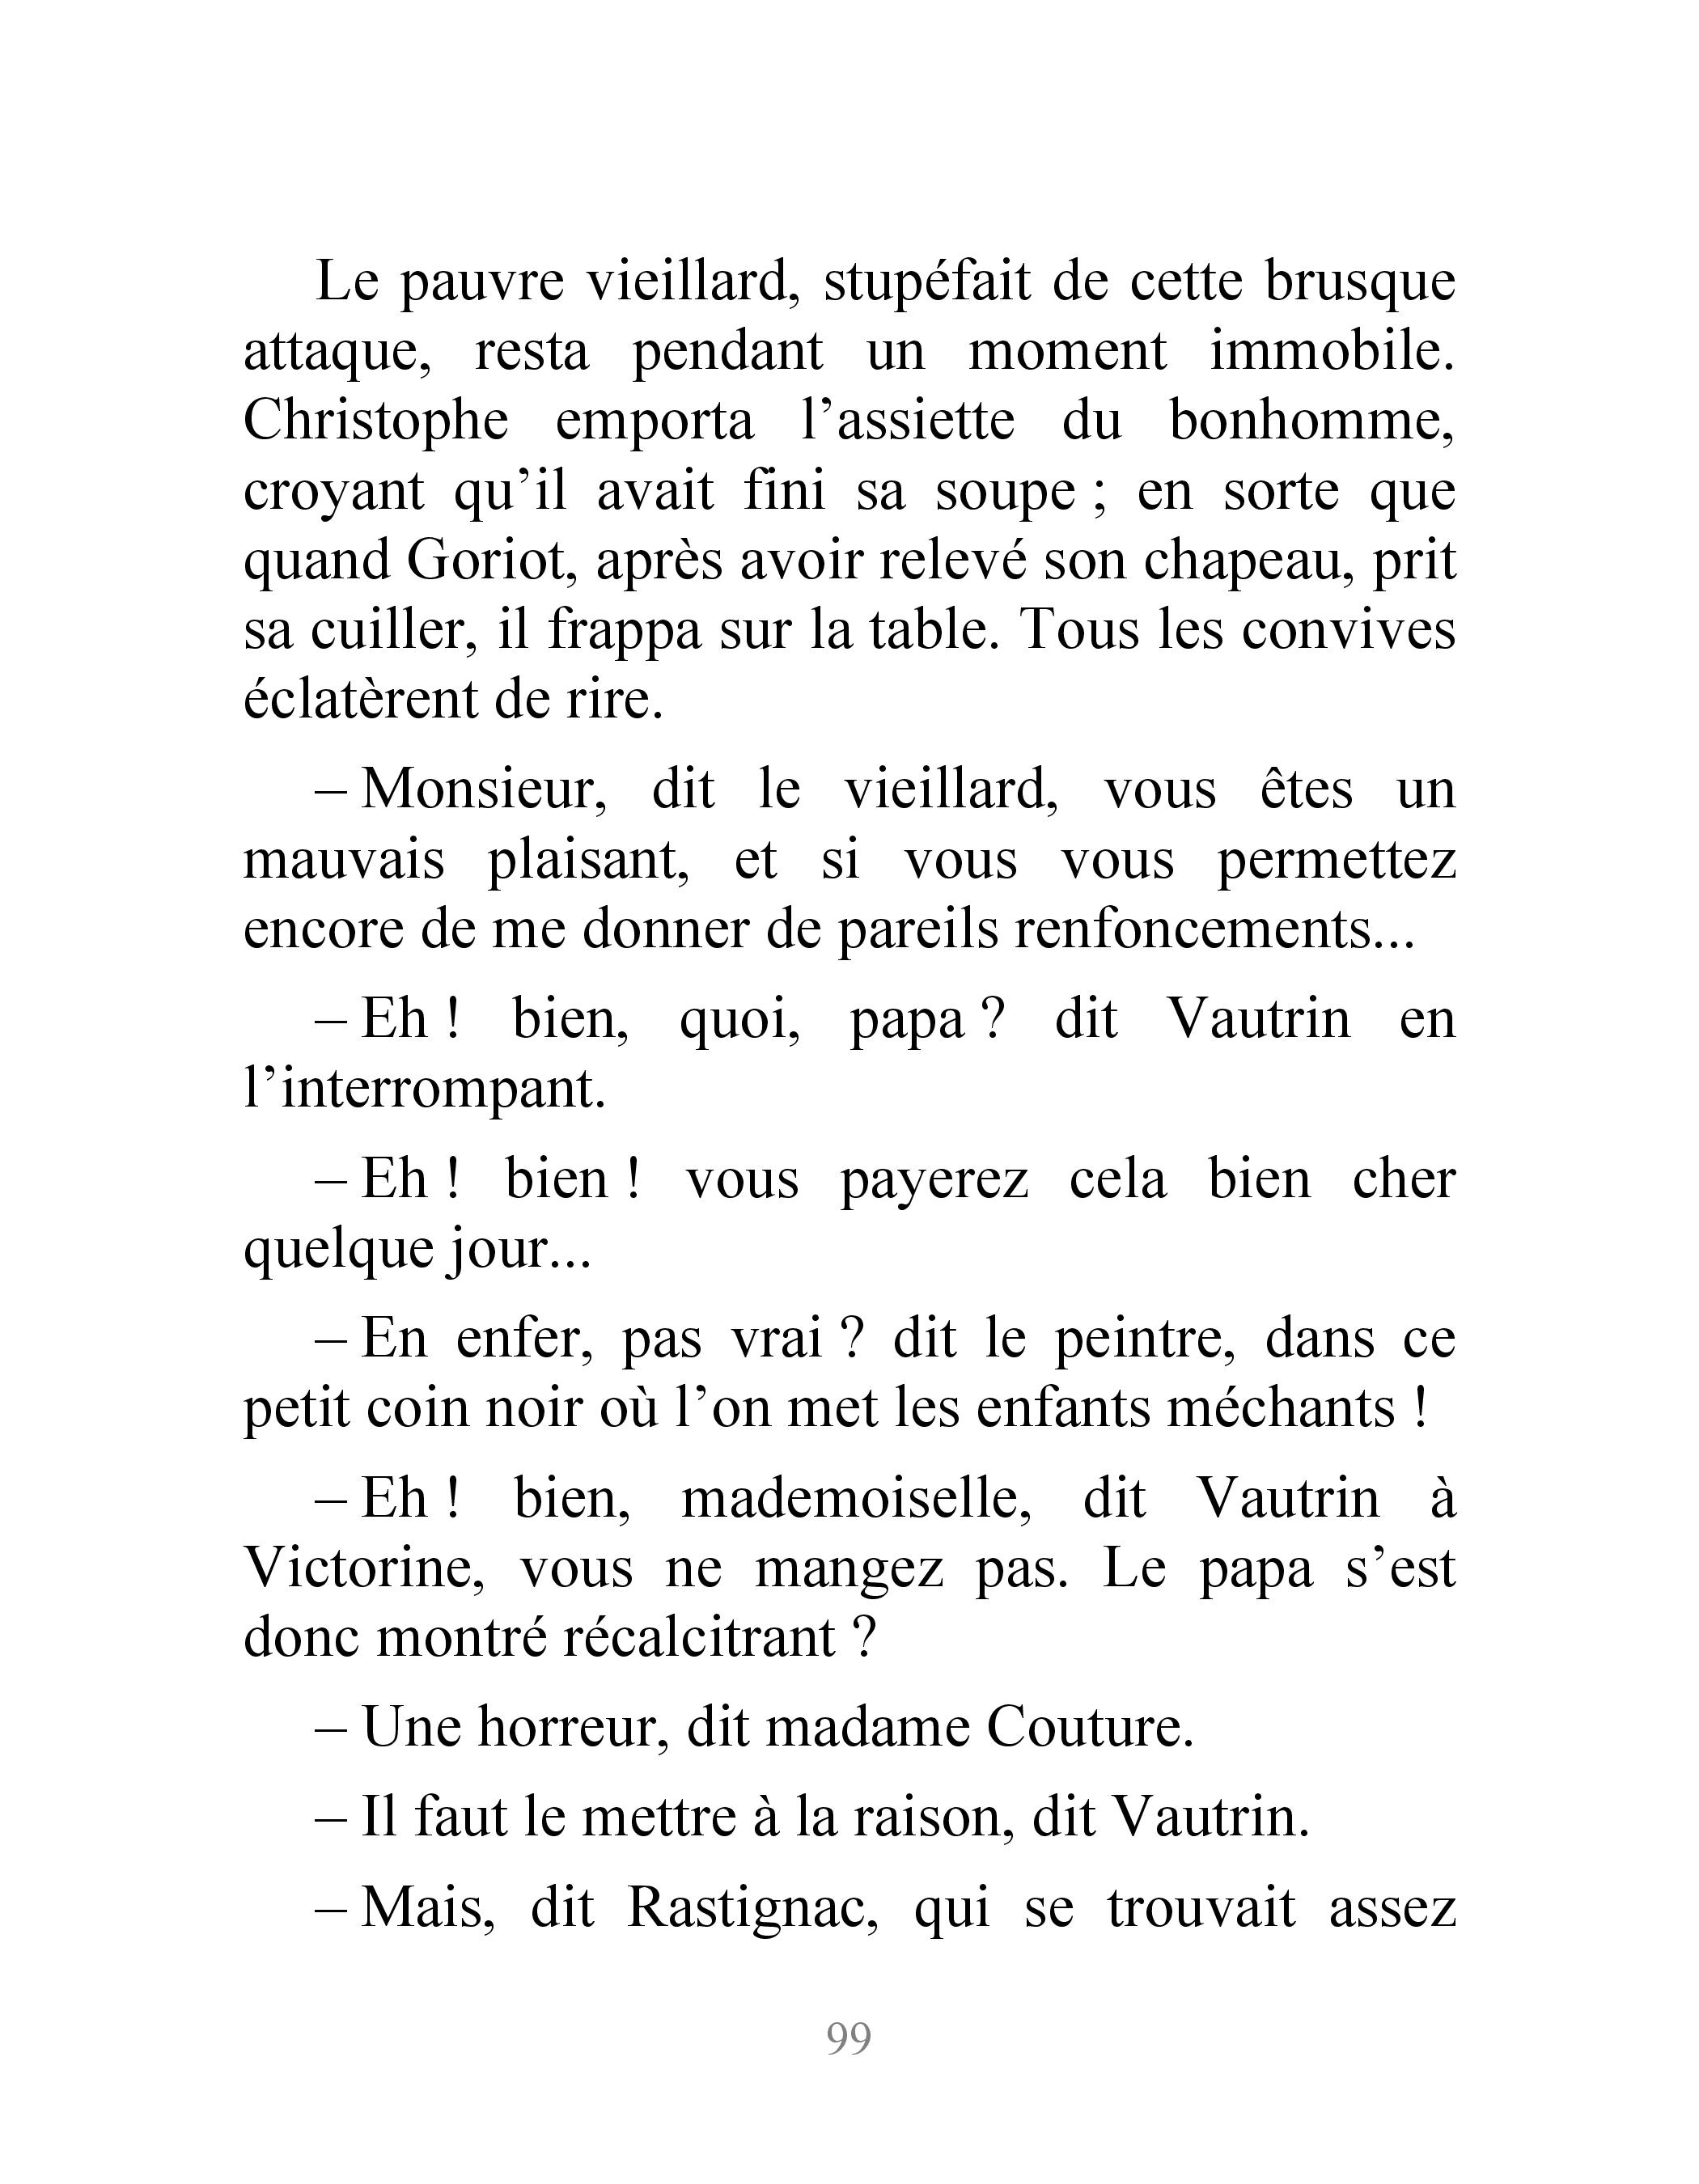 Le pauvre vieillard, stupéfait de cette brusque
attaque, resta pendant un moment immobile.
Christophe emporta l’assiette du bonhomme,
croyant qu’il avait fini sa soupe ; en sorte que
quand Goriot, après avoir relevé son chapeau, prit
sa cuiller, il frappa sur la table. Tous les convives
éclatèrent de rire.
– Monsieur, dit le vieillard, vous êtes un
mauvais plaisant, et si vous vous permettez
encore de me donner de pareils renfoncements...
– Eh ! bien, quoi, papa ? dit Vautrin en
l’interrompant.
– Eh ! bien ! vous payerez cela bien cher
quelque jour...
– En enfer, pas vrai ? dit le peintre, dans ce
petit coin noir où l’on met les enfants méchants !
– Eh ! bien, mademoiselle, dit Vautrin à
Victorine, vous ne mangez pas. Le papa s’est
donc montré récalcitrant ?
– Une horreur, dit madame Couture.
– Il faut le mettre à la raison, dit Vautrin.
– Mais, dit Rastignac, qui se trouvait assez
99